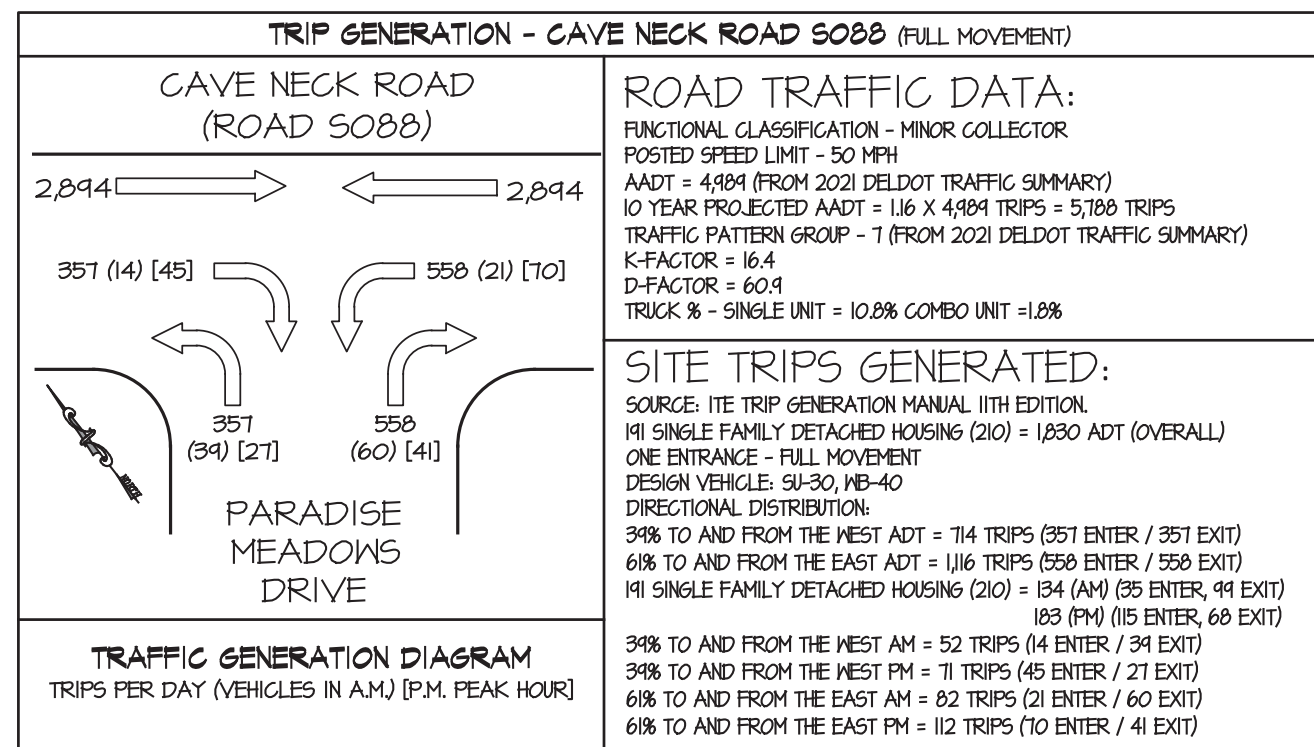 TRIP GENERATION - CAVE NECK ROAD S088 (FULL MOVEMENT)
CAVE NECK ROAD
(ROAD S088)
2,894
2,894
357 (14) [45]
558 (21) [70]
357
(39) [27]
558
(60) [41]
PARADISE
MEADOWS
DRIVE
TRAFFIC GENERATION DIAGRAM
TRIPS PER DAY (VEHICLES IN A.M.) [P.M. PEAK HOUR]
ROAD TRAFFIC DATA:
FUNCTIONAL CLASSIFICATION - MINOR COLLECTOR
POSTED SPEED LIMIT - 50 MPH
AADT = 4,989 (FROM 2021 DELDOT TRAFFIC SUMMARY)
10 YEAR PROJECTED AADT = 1.16 X 4,989 TRIPS = 5,788 TRIPS
TRAFFIC PATTERN GROUP - 7 (FROM 2021 DELDOT TRAFFIC SUMMARY)
K-FACTOR = 16.4
D-FACTOR = 60.9
TRUCK % - SINGLE UNIT = 10.8% COMBO UNIT =1.8%
SITE TRIPS GENERATED:
SOURCE: ITE TRIP GENERATION MANUAL 11TH EDITION.
191 SINGLE FAMILY DETACHED HOUSING (210) = 1,830 ADT (OVERALL)
ONE ENTRANCE - FULL MOVEMENT
DESIGN VEHICLE: SU-30, WB-40
DIRECTIONAL DISTRIBUTION:
39% TO AND FROM THE WEST ADT = 714 TRIPS (357 ENTER / 357 EXIT)
61% TO AND FROM THE EAST ADT = 1,116 TRIPS (558 ENTER / 558 EXIT)
191 SINGLE FAMILY DETACHED HOUSING (210) = 134 (AM) (35 ENTER, 99 EXIT)
183 (PM) (115 ENTER, 68 EXIT)
39% TO AND FROM THE WEST AM = 52 TRIPS (14 ENTER / 39 EXIT)
39% TO AND FROM THE WEST PM = 71 TRIPS (45 ENTER / 27 EXIT)
61% TO AND FROM THE EAST AM = 82 TRIPS (21 ENTER / 60 EXIT)
61% TO AND FROM THE EAST PM = 112 TRIPS (70 ENTER / 41 EXIT)